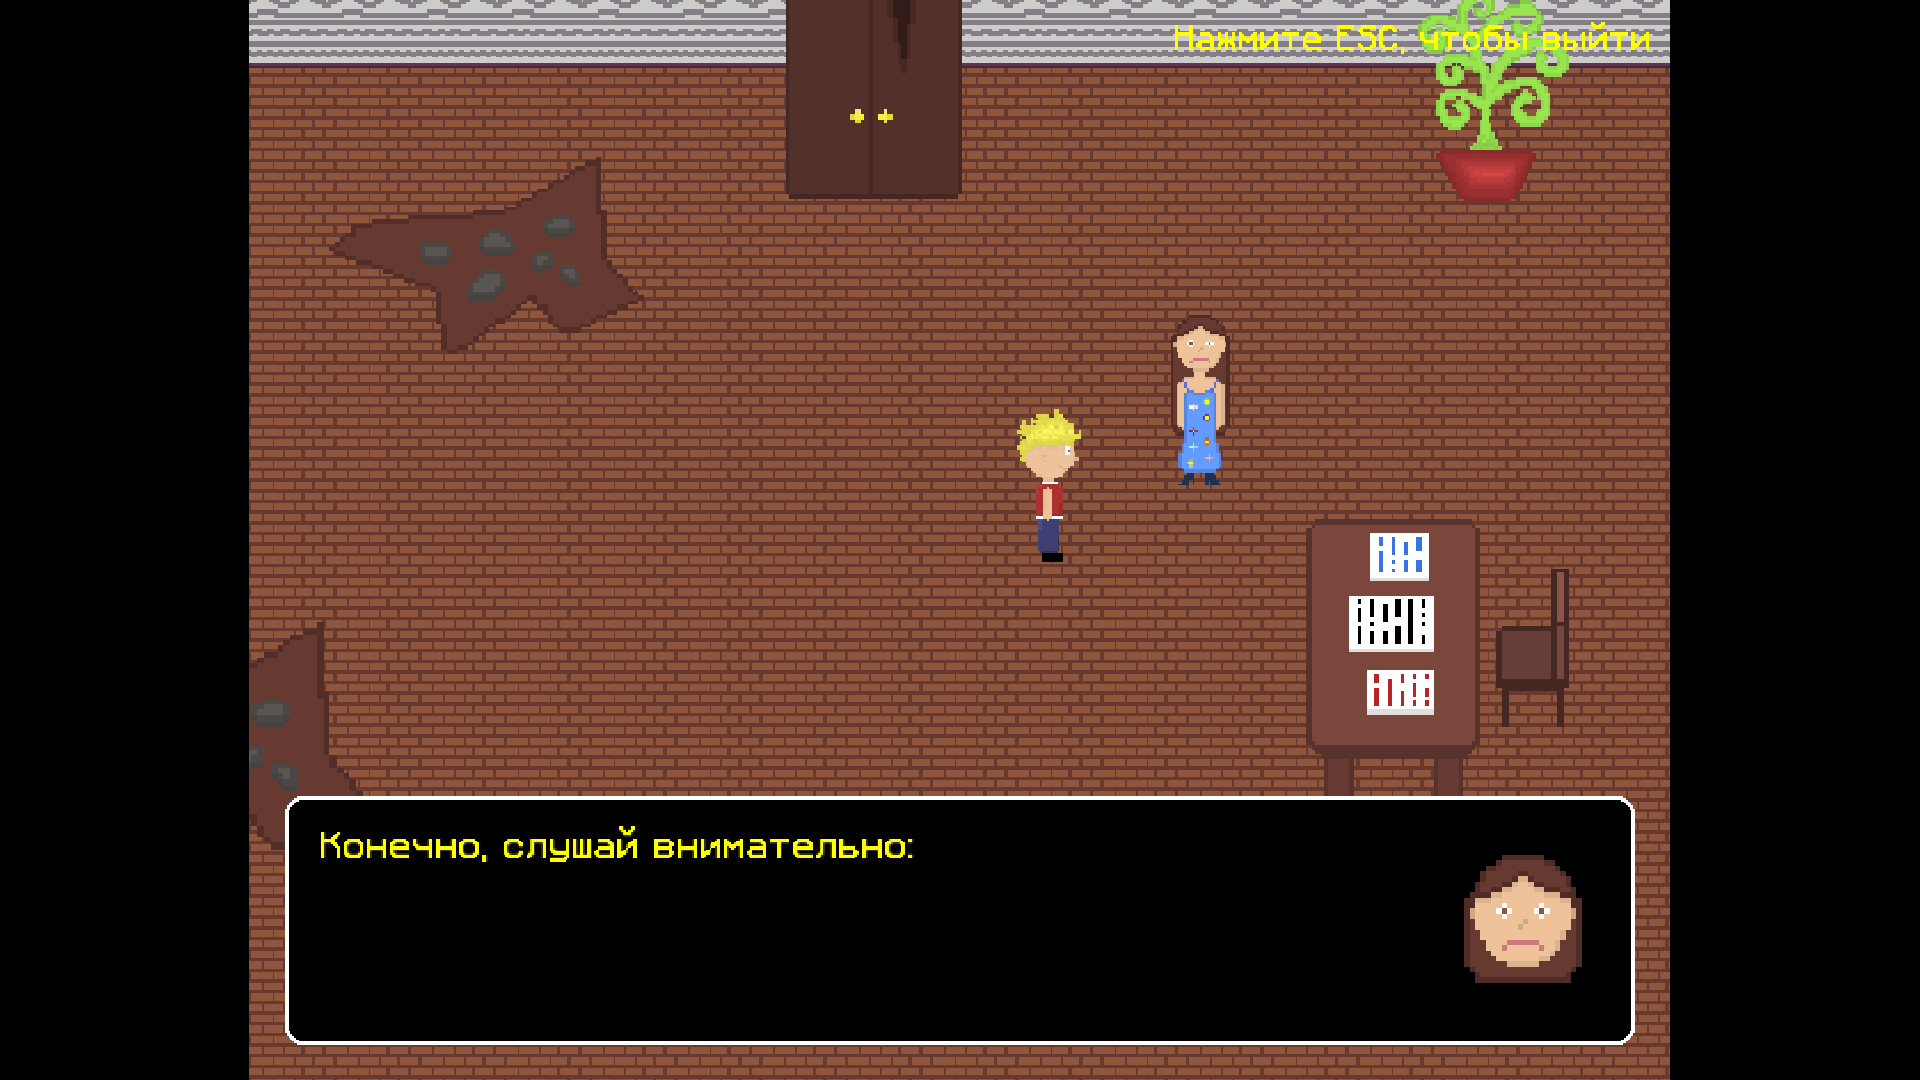 Нажмите ESC, чтобы выйти
Конечно, слушай внимательно: